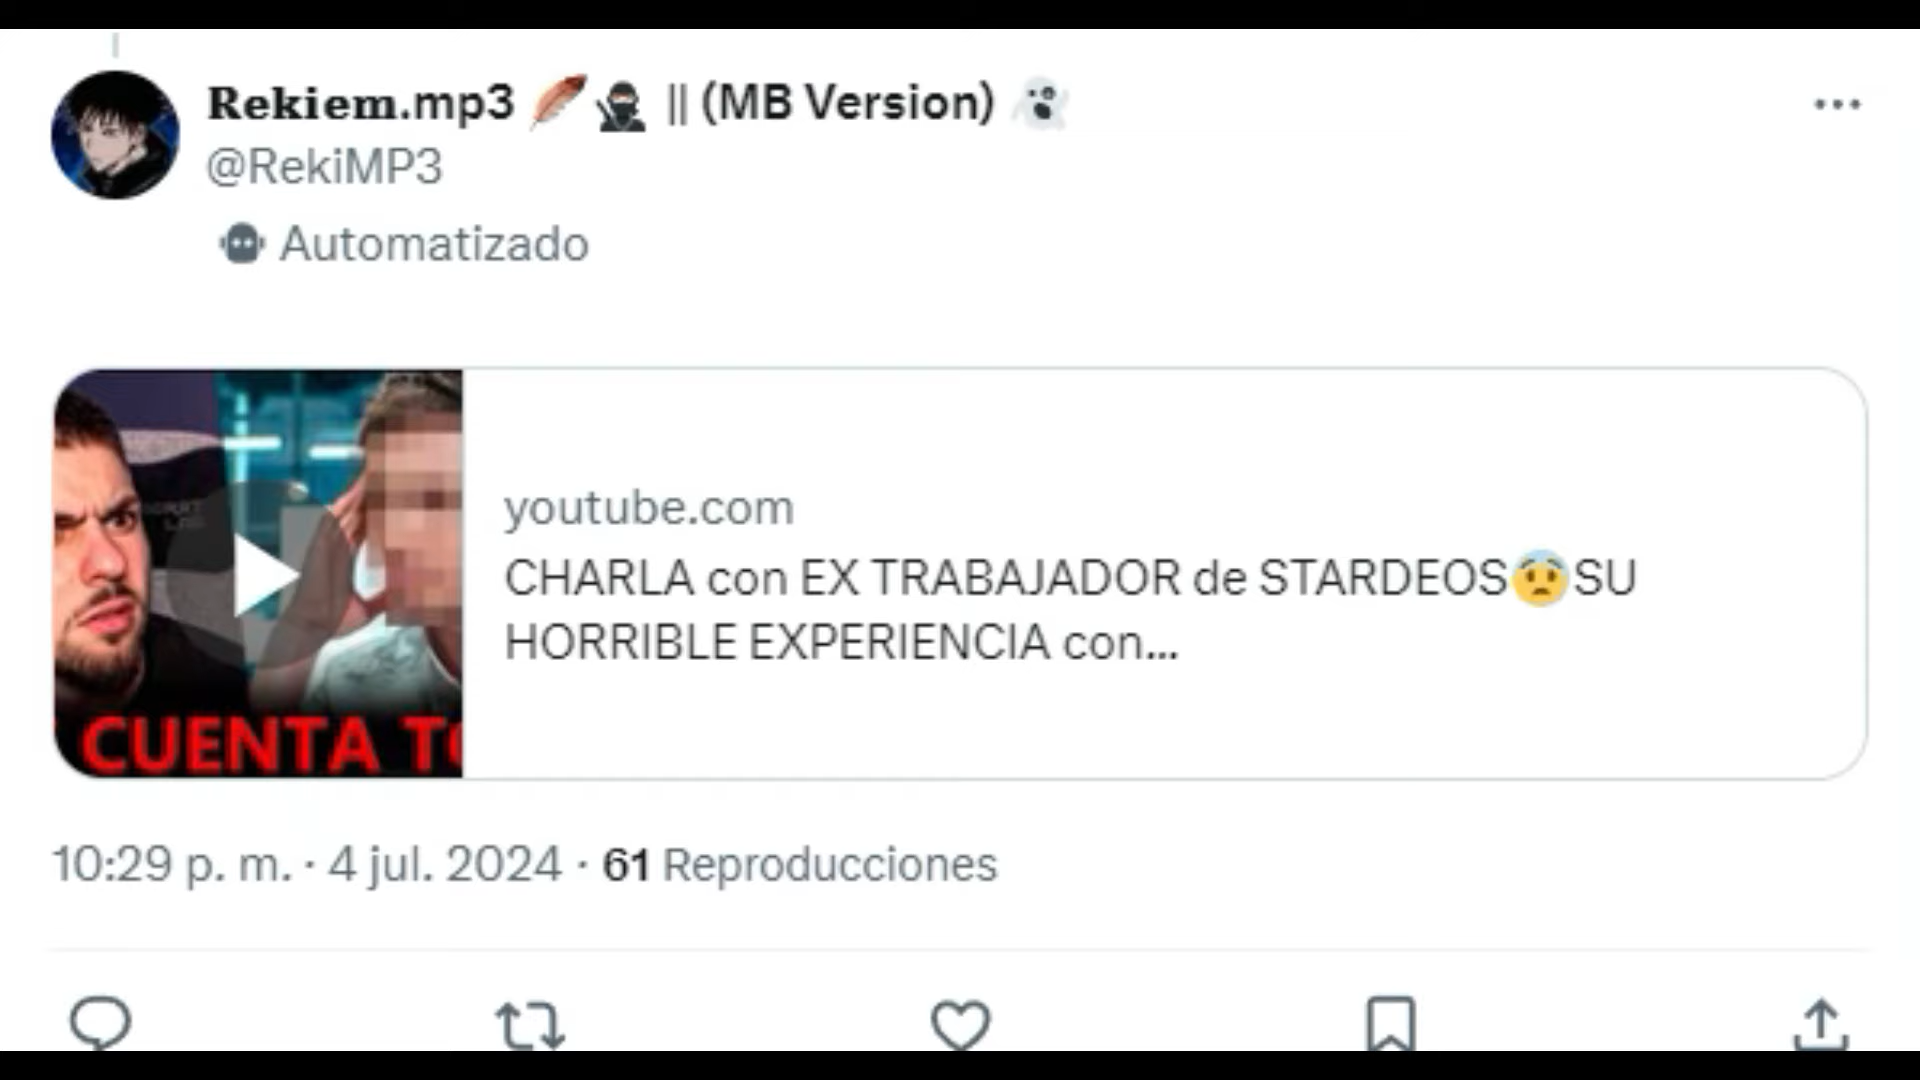 Rekiem.mp3 🪶🥷 || (MB Version) 👻
@RekiMP3
Automatizado
youtube.com
CHARLA con EX TRABAJADOR de STARDEOS😨SU
HORRIBLE EXPERIENCIA con...
CUENTA
10:29 p. m. · 4 jul. 2024 · 61 Reproducciones